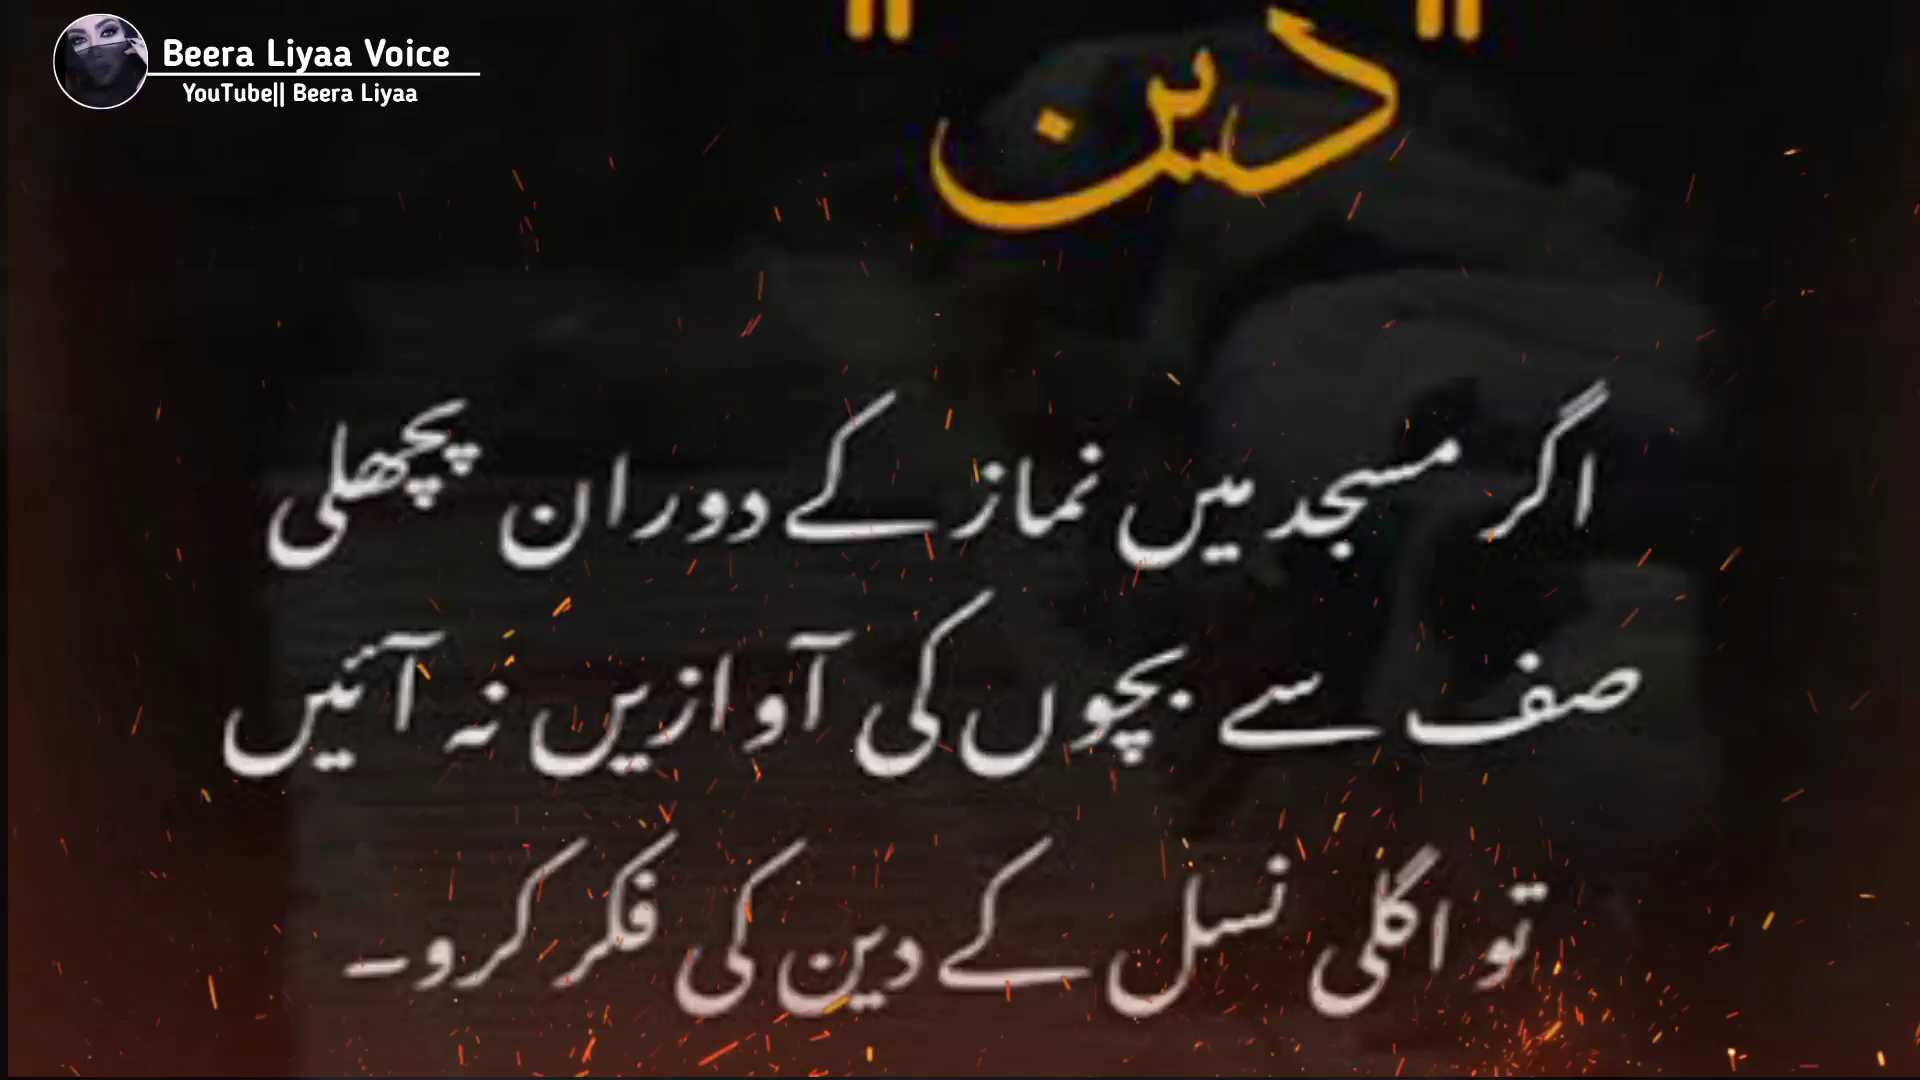 Beera Liyaa Voice
YouTube|| Beera Liyaa
"دین"
اگر مسجد میں نماز کے دوران پچھلی
صف سے بچوں کی آوازیں نہ آئیں
تو اگلی نسل کے دین کی فکر کرو۔